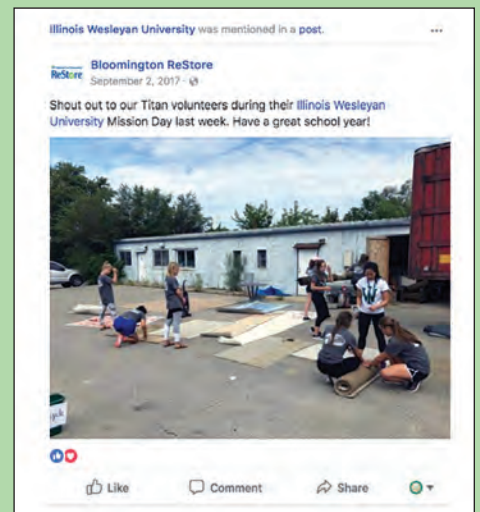 Illinois Wesleyan University was mentioned in a post.
ReStore
Bloomington ReStore
September 2, 2017
Shout out to our Titan volunteers during their Illinois Wesleyan
University Mission Day last week. Have a great school year!
Like Comment Share